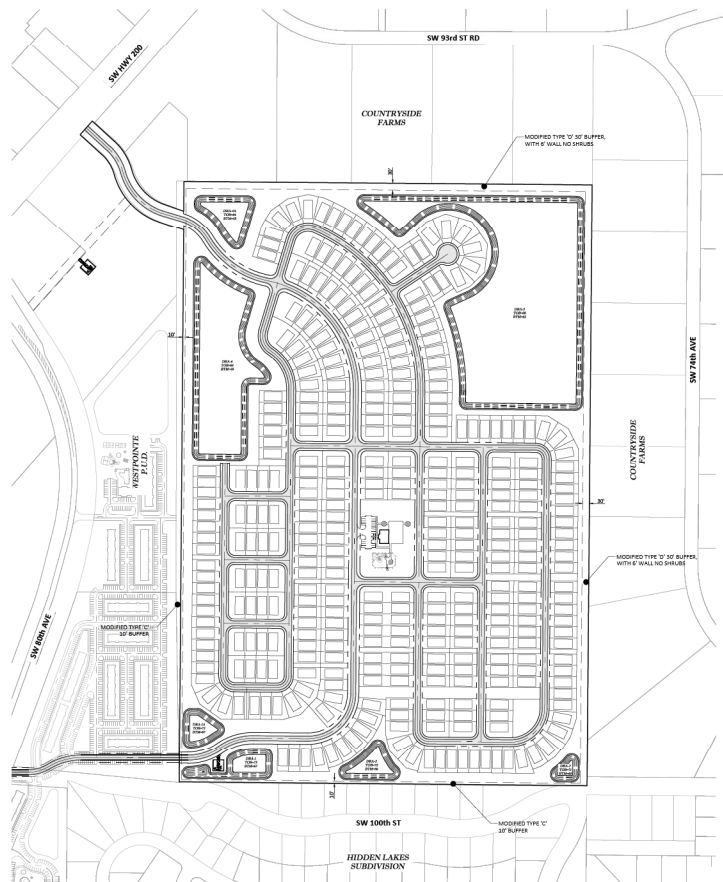 SW 93rd ST RD
SW HWY 200
COUNTRYSIDE
FARMS
MODIFIED TYPE 'D' 30' BUFFER,
WITH 6' WALL NO SHRUBS
30'
10'
SW 74th AVE
WESTPOINTE
P.U.D.
COUNTRYSIDE
FARMS
30'
MODIFIED TYPE 'D' 30' BUFFER,
WITH 6' WALL NO SHRUBS
MODIFIED TYPE 'C'
10' BUFFER
SW 80th AVE
10'
SW 100th ST
MODIFIED TYPE 'C'
10' BUFFER
HIDDEN LAKES
SUBDIVISION